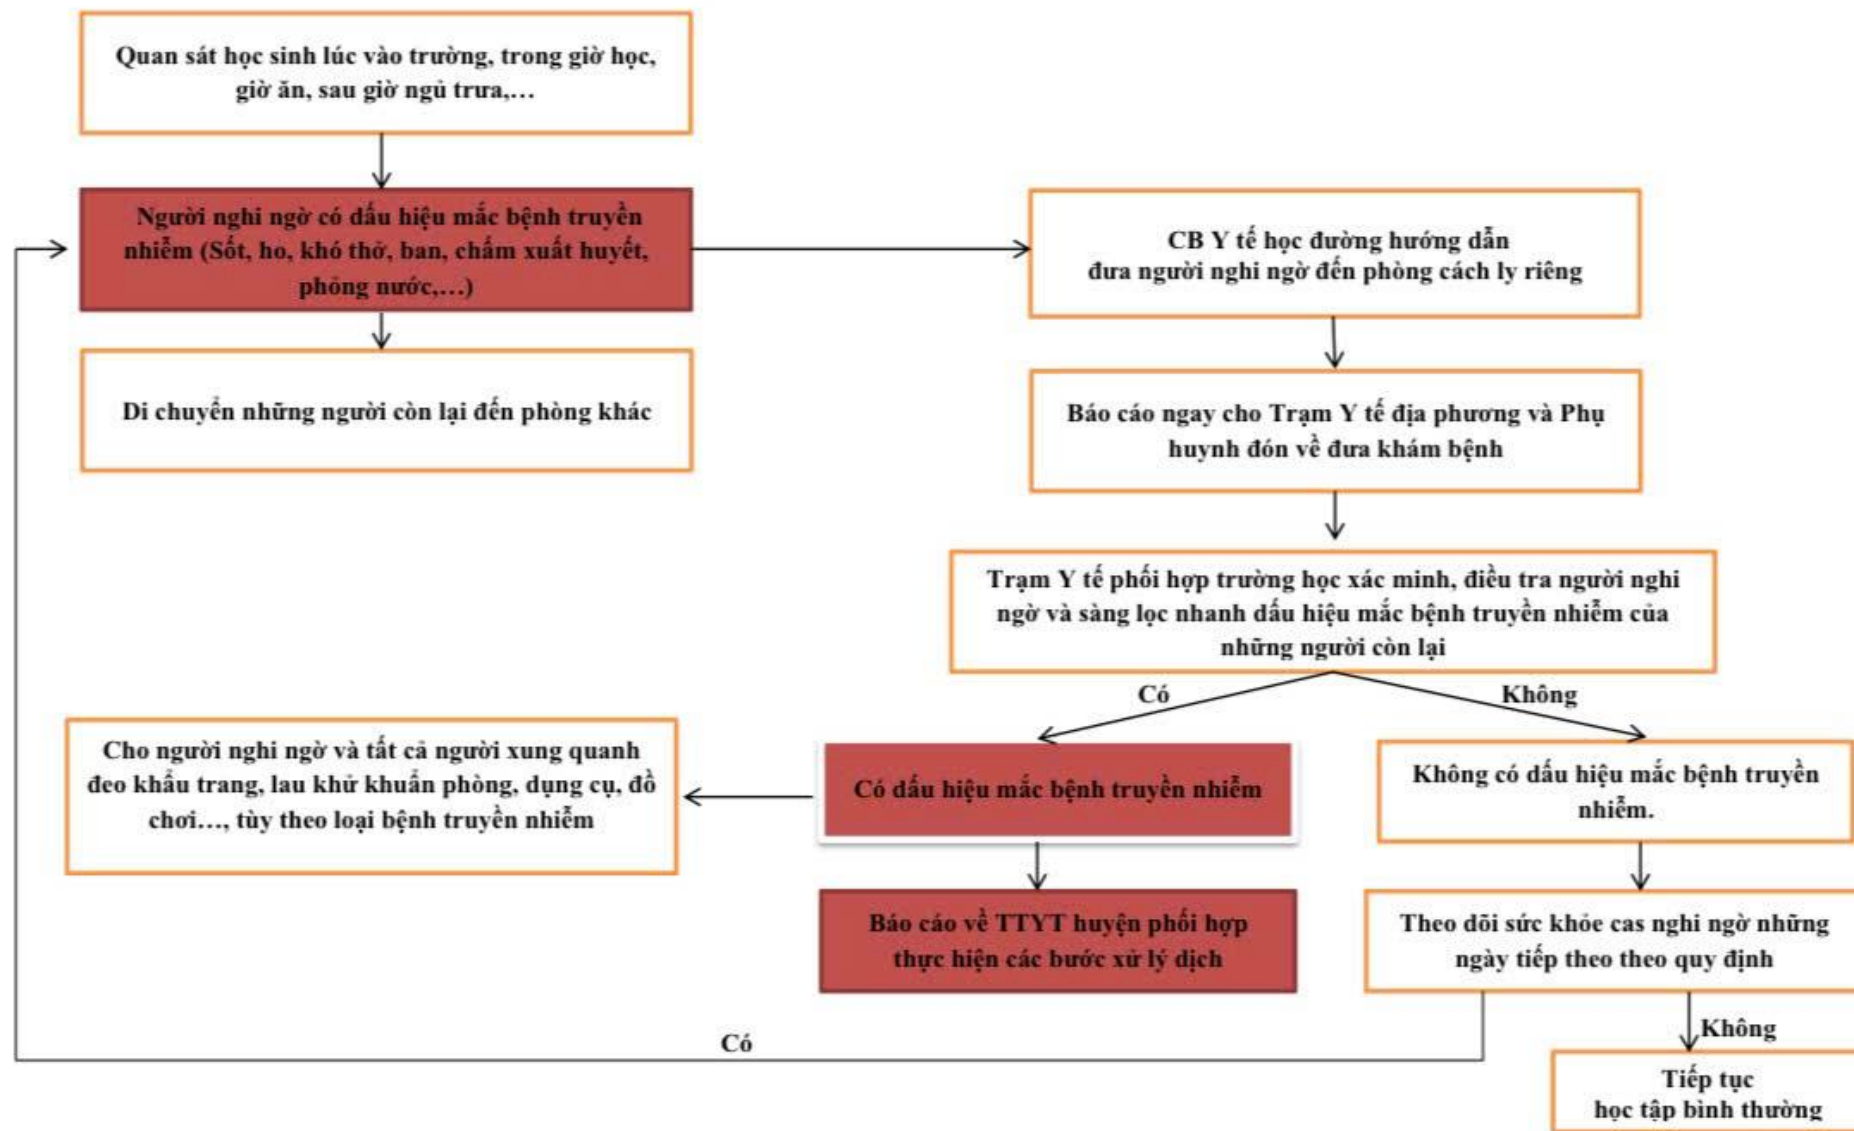 Quan sát học sinh lúc vào trường, trong giờ học,
giờ ăn, sau giờ ngủ trưa,…
Người nghi ngờ có dấu hiệu mắc bệnh truyền
nhiễm (Sốt, ho, khó thở, ban, chấm xuất huyết,
phỏng nước,…)
CB Y tế học đường hướng dẫn
đưa người nghi ngờ đến phòng cách ly riêng
Di chuyển những người còn lại đến phòng khác
Báo cáo ngay cho Trạm Y tế địa phương và Phụ
huynh đón về đưa khám bệnh
Trạm Y tế phối hợp trường học xác minh, điều tra người nghi
ngờ và sàng lọc nhanh dấu hiệu mắc bệnh truyền nhiễm của
những người còn lại
Có
Không
Cho người nghi ngờ và tất cả người xung quanh
đeo khẩu trang, lau khử khuẩn phòng, dụng cụ, đồ
chơi…, tùy theo loại bệnh truyền nhiễm
Có dấu hiệu mắc bệnh truyền nhiễm
Không có dấu hiệu mắc bệnh truyền
nhiễm.
Báo cáo về TTYT huyện phối hợp
thực hiện các bước xử lý dịch
Theo dõi sức khỏe cas nghi ngờ những
ngày tiếp theo theo quy định
Có
Không
Tiếp tục
học tập bình thường